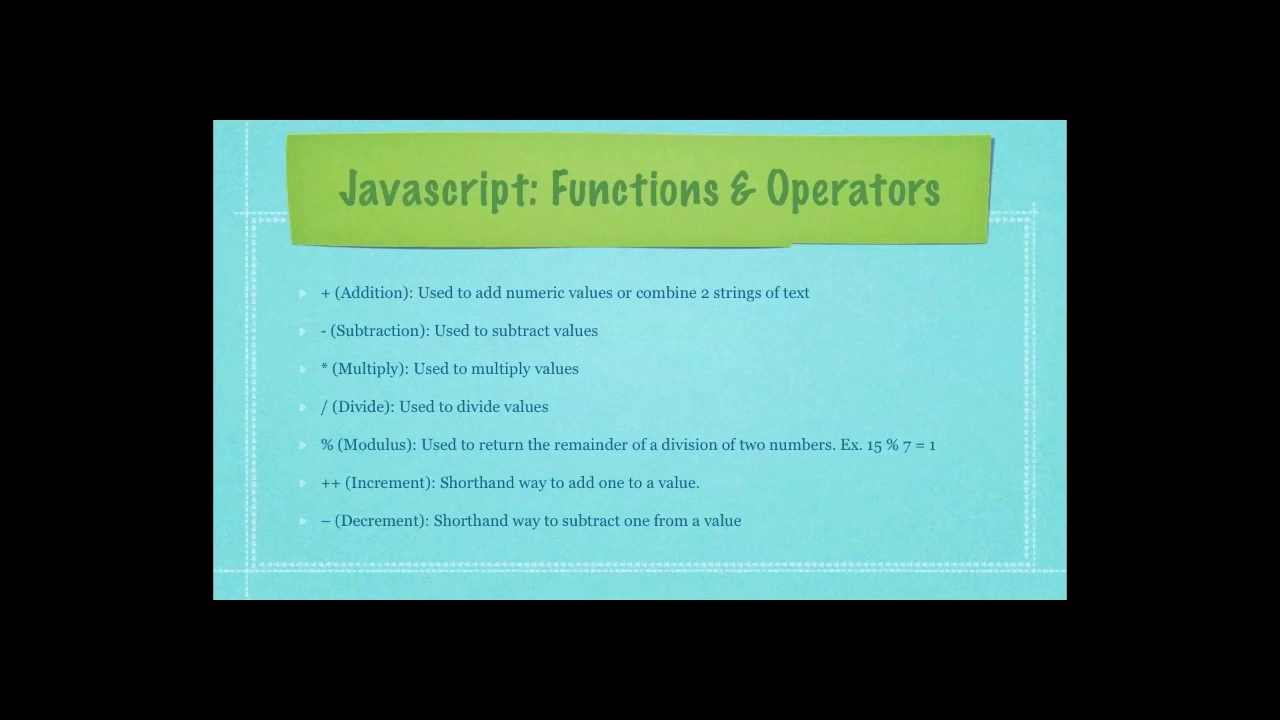 Javascript: Functions & Operators
+ (Addition): Used to add numeric values or combine 2 strings of text
- (Subtraction): Used to subtract values
* (Multiply): Used to multiply values
/ (Divide): Used to divide values
% (Modulus): Used to return the remainder of a division of two numbers. Ex. 15 % 7 = 1
++ (Increment): Shorthand way to add one to a value.
– (Decrement): Shorthand way to subtract one from a value